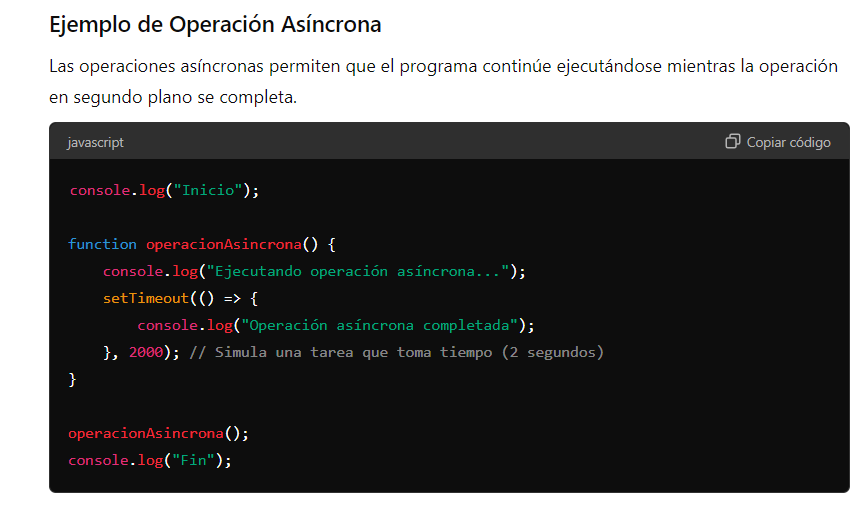 Ejemplo de Operación Asíncrona
Las operaciones asíncronas permiten que el programa continúe ejecutándose mientras la operación
en segundo plano se completa.
javascript
Copiar código
console.log("Inicio");
function operacionAsincrona() {
    console.log("Ejecutando operación asíncrona...");
    setTimeout(() => {
        console.log("Operación asíncrona completada");
    }, 2000); // Simula una tarea que toma tiempo (2 segundos)
}
operacionAsincrona();
console.log("Fin");